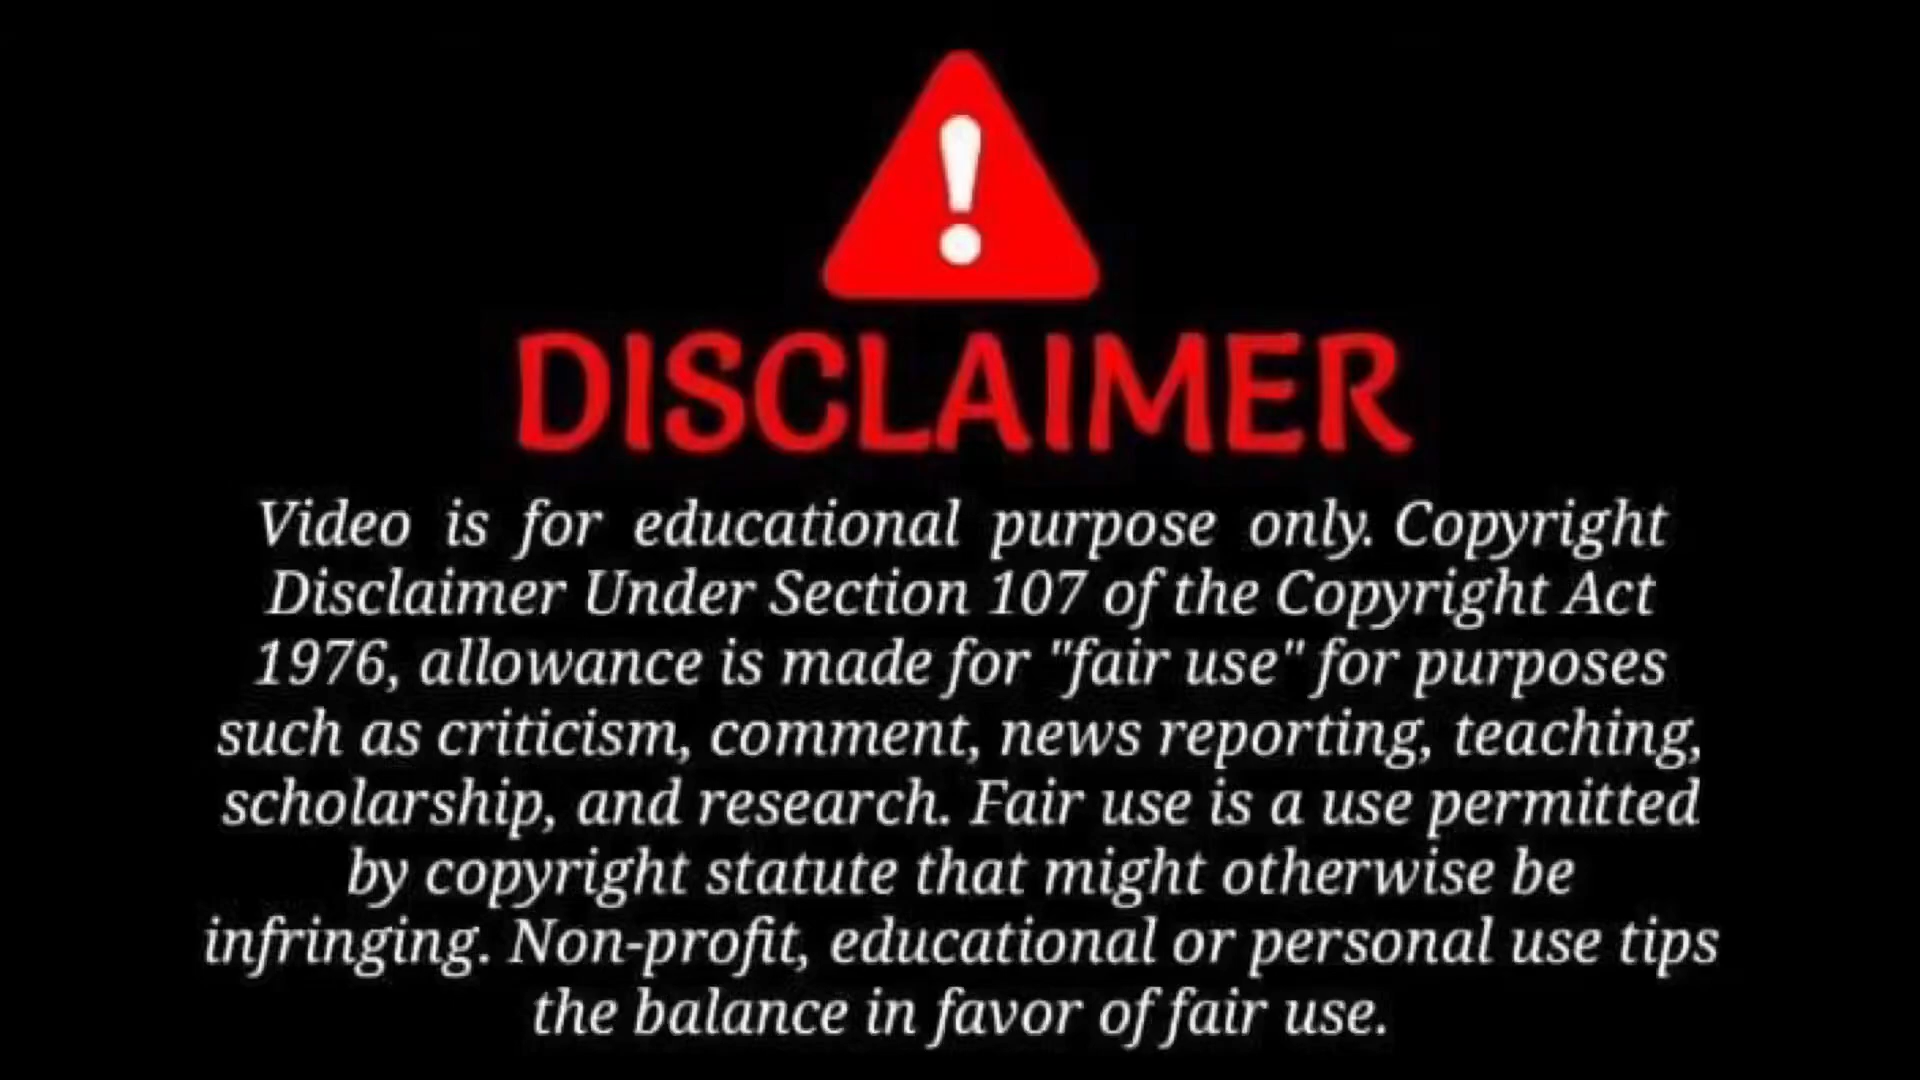 DISCLAIMER
Video is for educational purpose only. Copyright
Disclaimer Under Section 107 of the Copyright Act
1976, allowance is made for "fair use" for purposes
such as criticism, comment, news reporting, teaching,
scholarship, and research. Fair use is a use permitted
by copyright statute that might otherwise be
infringing. Non-profit, educational or personal use tips
the balance in favor of fair use.